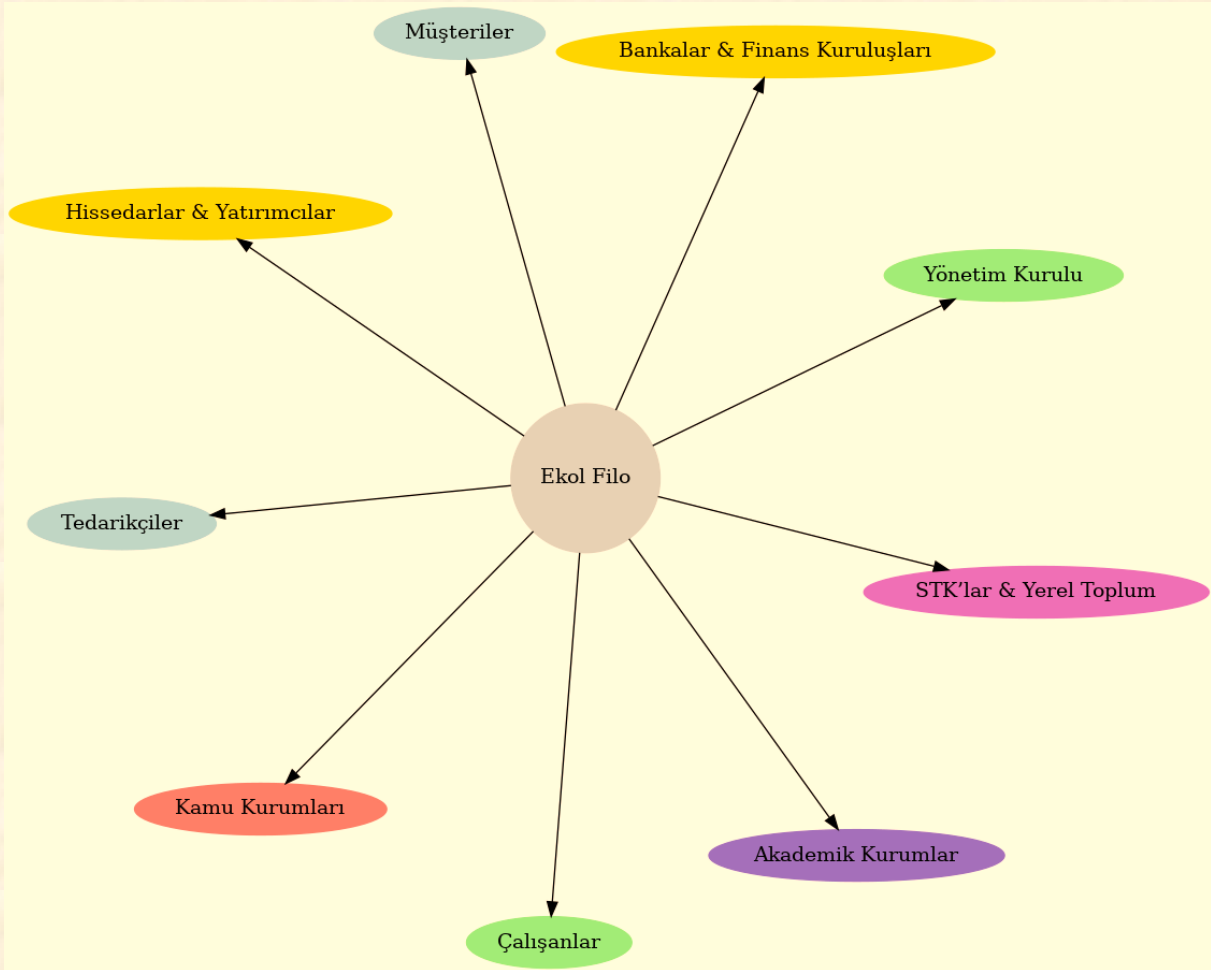 Müşteriler
Bankalar & Finans Kuruluşları
Hissedarlar & Yatırımcılar
Yönetim Kurulu
Ekol Filo
Tedarikçiler
STK’lar & Yerel Toplum
Kamu Kurumları
Akademik Kurumlar
Çalışanlar